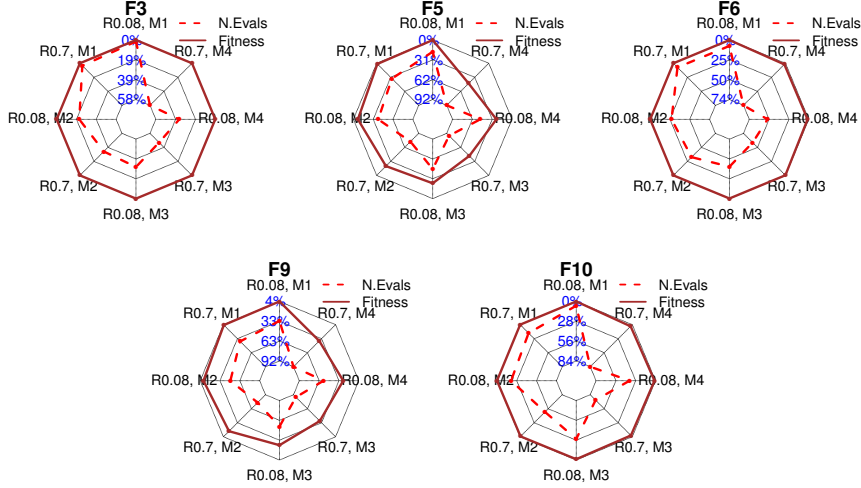 F3
R0.08, M1
N.Evals
Fitness
R0.7, M1
0%
R0.7, M4
19%
39%
58%
R0.08, M2
R0.08, M4
R0.7, M2
R0.7, M3
R0.08, M3
F5
R0.08, M1
N.Evals
Fitness
R0.7, M1
0%
R0.7, M4
31%
62%
92%
R0.08, M2
R0.08, M4
R0.7, M2
R0.7, M3
R0.08, M3
F6
R0.08, M1
N.Evals
Fitness
R0.7, M1
0%
R0.7, M4
25%
50%
74%
R0.08, M2
R0.08, M4
R0.7, M2
R0.7, M3
R0.08, M3
F9
R0.08, M1
N.Evals
Fitness
R0.7, M1
4%
R0.7, M4
33%
63%
92%
R0.08, M2
R0.08, M4
R0.7, M2
R0.7, M3
R0.08, M3
F10
R0.08, M1
N.Evals
Fitness
R0.7, M1
0%
R0.7, M4
28%
56%
84%
R0.08, M2
R0.08, M4
R0.7, M2
R0.7, M3
R0.08, M3